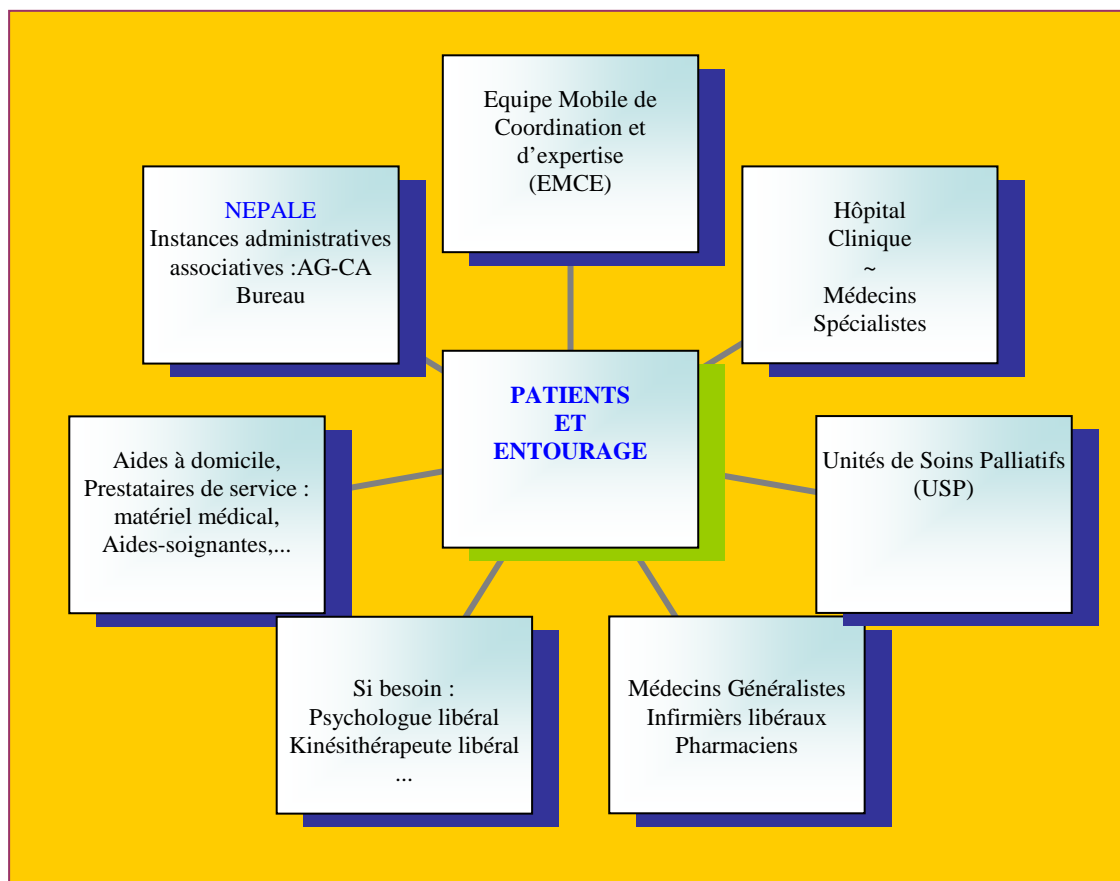 Equipe Mobile de
Coordination et
d'expertise
(EMCE)
NEPALE
Instances administratives
associatives :AG-CA
Bureau
Hôpital
Clinique
~
Médecins
Spécialistes
PATIENTS
ET
ENTOURAGE
Aides à domicile,
Prestataires de service :
matériel médical,
Aides-soignantes,...
Unités de Soins Palliatifs
(USP)
Si besoin :
Psychologue libéral
Kinésithérapeute libéral
...
Médecins Généralistes
Infirmièrs libéraux
Pharmaciens